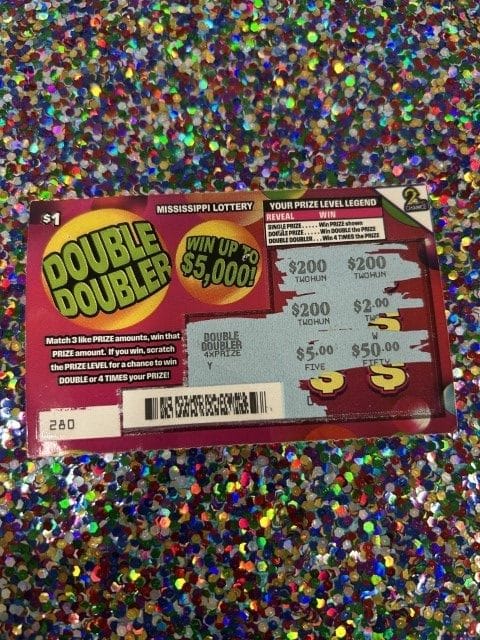 $1
MISSISSIPPI LOTTERY
DOUBLE
DOUBLER
WIN UP TO
$5,000!
YOUR PRIZE LEVEL LEGEND
REVEAL WIN
SINGLE PRIZE..... Win PRIZE shown
DOUBLE PRIZE..... Win DOUBLE the PRIZE
DOUBLE DOUBLER... Win 4 TIMES the PRIZE
2
CHANCE
Match 3 like PRIZE amounts, win that
PRIZE amount. If you win, scratch
the PRIZE LEVEL for a chance to win
DOUBLE or 4 TIMES your PRIZE!
$200 $200
TWOHUN TWOHUN
$200 $2.00
TWOHUN
$5.00 $50.00
FIVE FIFTY
DOUBLE
DOUBLER
4XPRIZE
Y
280